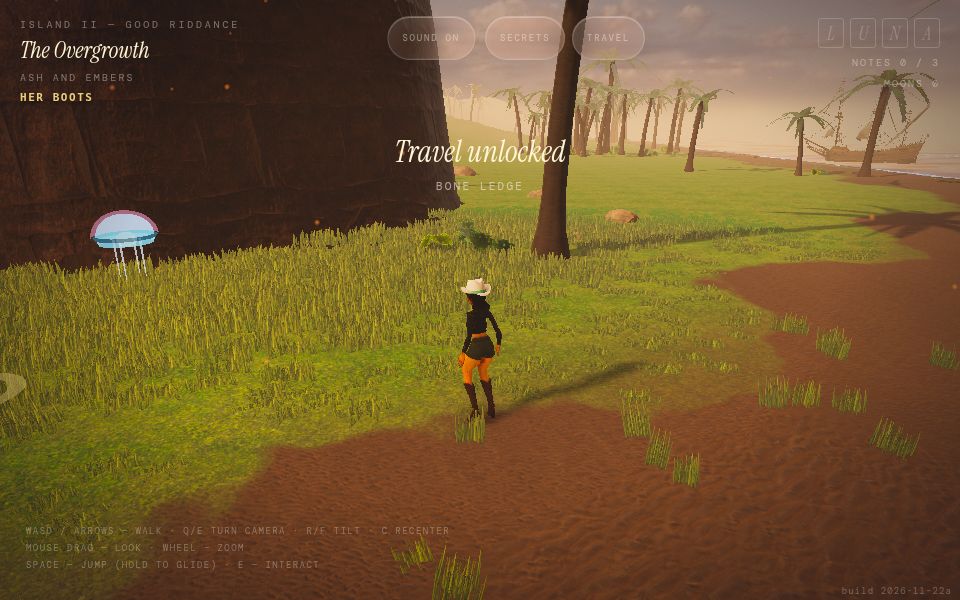 ISLAND II — GOOD RIDDANCE
The Overgrowth
ASH AND EMBERS
HER BOOTS
SOUND ON
SECRETS
TRAVEL
L U N A
NOTES 0 / 3
MOONS 0
Travel unlocked
BONE LEDGE
WASD / ARROWS — WALK · Q/E TURN CAMERA · R/F TILT · C RECENTER
MOUSE DRAG — LOOK · WHEEL — ZOOM
SPACE — JUMP (HOLD TO GLIDE) · E — INTERACT
build 2026-11-22a